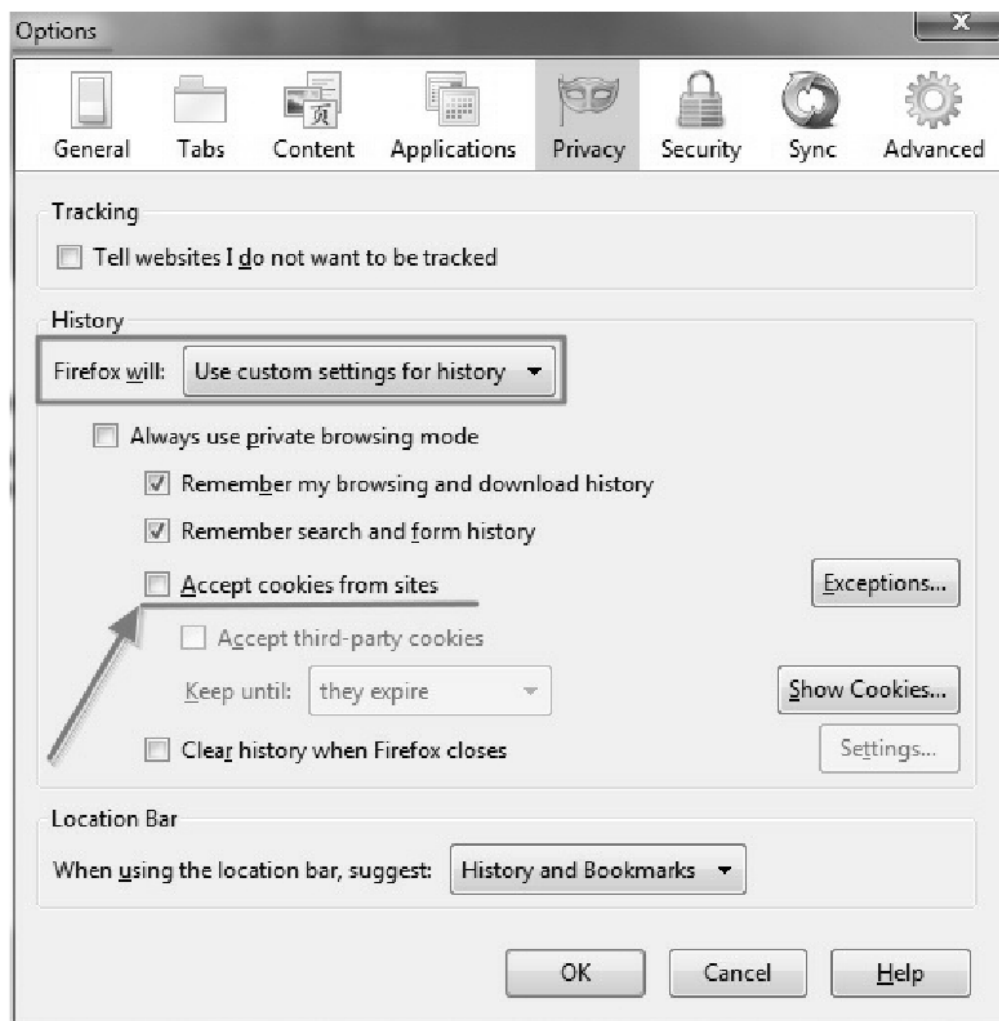 Options
General Tabs Content Applications Privacy Security Sync Advanced
Tracking
Tell websites I do not want to be tracked
History
Firefox will: Use custom settings for history
Always use private browsing mode
Remember my browsing and download history
Remember search and form history
Accept cookies from sites Exceptions...
Accept third-party cookies
Keep until: they expire Show Cookies...
Clear history when Firefox closes Settings...
Location Bar
When using the location bar, suggest: History and Bookmarks
OK Cancel Help